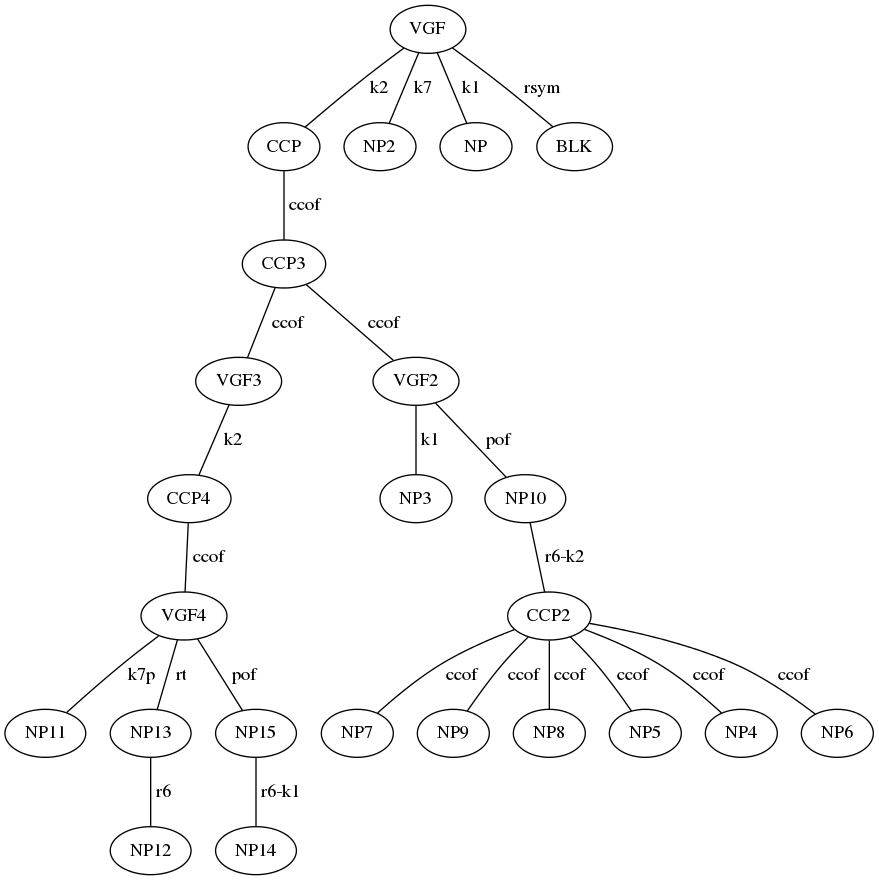 VGF
k2 k7 k1 rsym
CCP NP2 NP BLK
ccof
CCP3
ccof ccof
VGF3 VGF2
k2 k1 pof
CCP4 NP3 NP10
ccof r6-k2
VGF4 CCP2
k7p rt pof ccof ccof ccof ccof ccof ccof
NP11 NP13 NP15 NP7 NP9 NP8 NP5 NP4 NP6
r6 r6-k1
NP12 NP14